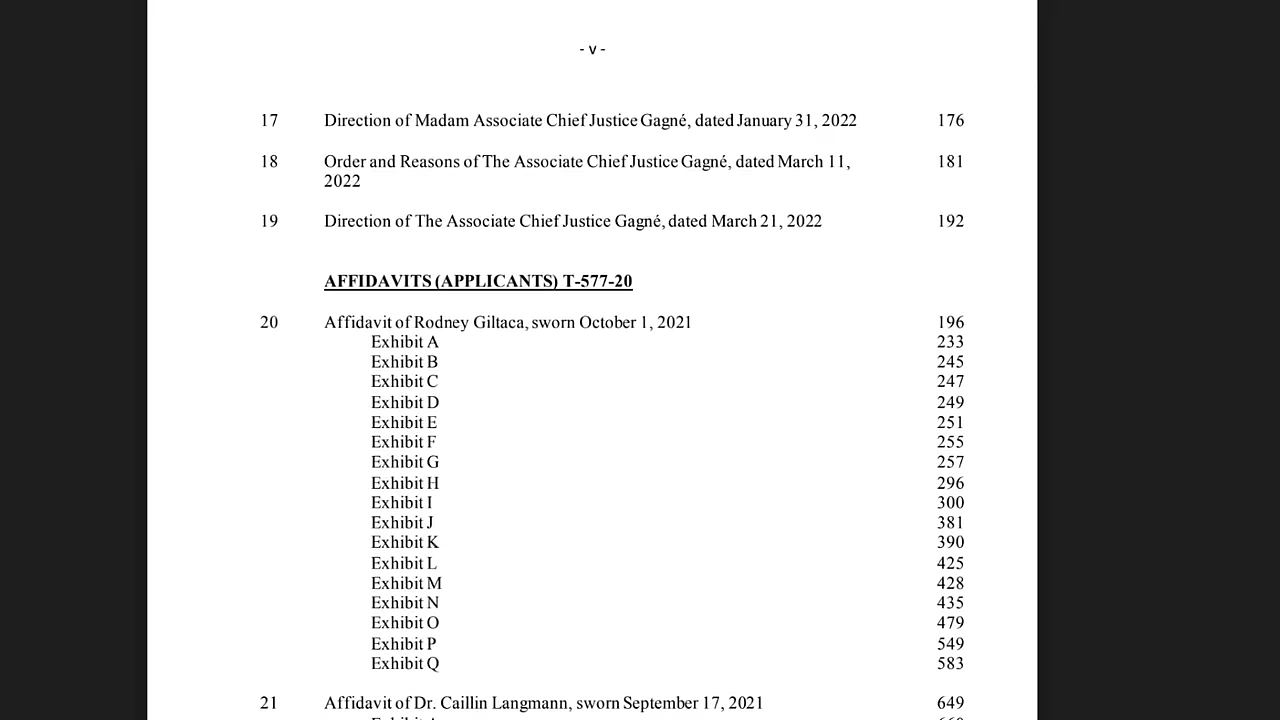 - v -
17 Direction of Madam Associate Chief Justice Gagné, dated January 31, 2022 176
18 Order and Reasons of The Associate Chief Justice Gagné, dated March 11, 181
2022
19 Direction of The Associate Chief Justice Gagné, dated March 21, 2022 192
AFFIDAVITS (APPLICANTS) T-577-20
20 Affidavit of Rodney Giltaca, sworn October 1, 2021 196
Exhibit A 233
Exhibit B 245
Exhibit C 247
Exhibit D 249
Exhibit E 251
Exhibit F 255
Exhibit G 257
Exhibit H 296
Exhibit I 300
Exhibit J 381
Exhibit K 390
Exhibit L 425
Exhibit M 428
Exhibit N 435
Exhibit O 479
Exhibit P 549
Exhibit Q 583
21 Affidavit of Dr. Caillin Langmann, sworn September 17, 2021 649